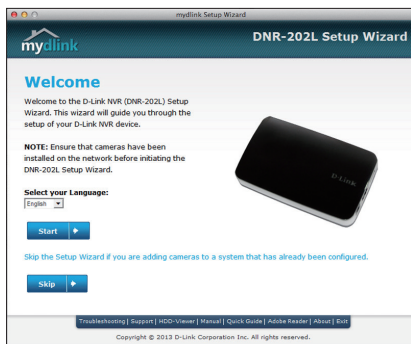 mydlink Setup Wizard
mydlink
DNR-202L Setup Wizard
Welcome
Welcome to the D-Link NVR (DNR-202L) Setup
Wizard. This wizard will guide you through the
setup of your D-Link NVR device.
NOTE: Ensure that cameras have been
installed on the network before initiating the
DNR-202L Setup Wizard.
D-Link
Select your Language:
English
Start
Skip the Setup Wizard if you are adding cameras to a system that has already been configured.
Skip
Troubleshooting | Support | HDD-Viewer | Manual | Quick Guide | Adobe Reader | About | Exit
Copyright © 2013 D-Link Corporation Inc. All rights reserved.